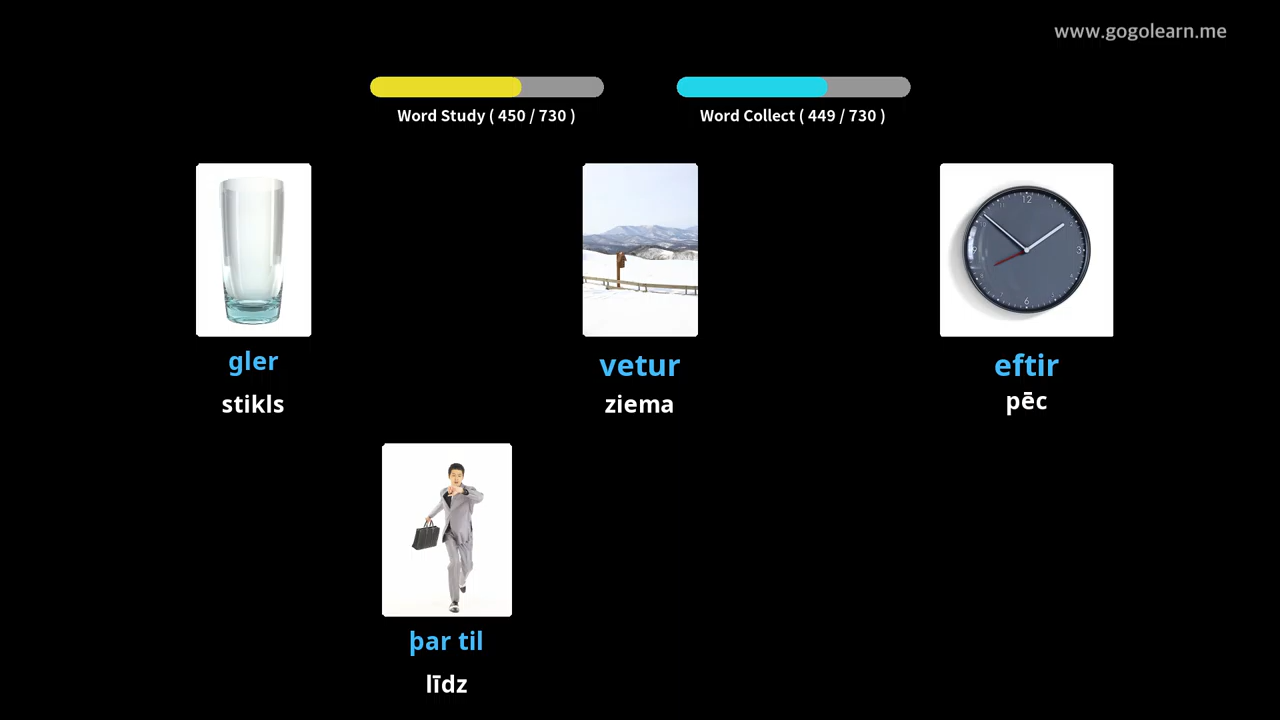 www.gogolearn.me
Word Study ( 450 / 730 )
Word Collect ( 449 / 730 )
gler
stikls
vetur
ziema
eftir
pēc
þar til
līdz